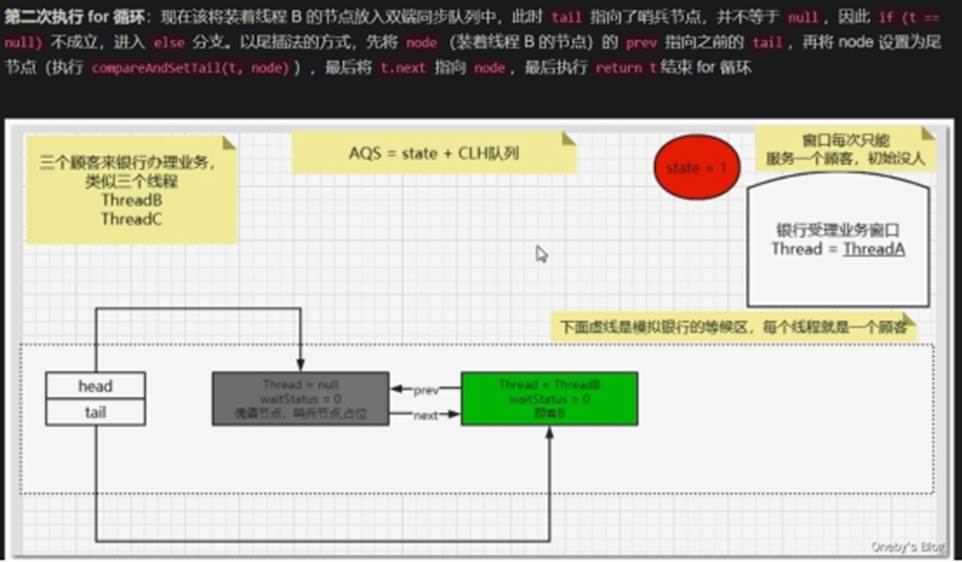 第二次执行 for 循环：现在该将装着线程 B 的节点放入双端同步队列中，此时 tail 指向了哨兵节点，并不等于 null，因此 if (t ==
null) 不成立，进入 else 分支。以尾插法的方式，先将 node （装着线程 B 的节点）的 prev 指向之前的 tail，再将 node 设置为尾
节点（执行 compareAndSetTail(t, node)），最后将 t.next 指向 node，最后执行 return t 结束 for 循环
三个顾客来银行办理业务，
类似三个线程
ThreadB
ThreadC
AQS = state + CLH队列
state = 1
窗口每次只能
服务一个顾客，初始没人
银行受理业务窗口
Thread = ThreadA
下面虚线是模拟银行的等候区，每个线程就是一个顾客
head
tail
Thread = null
waitStatus = 0
傀儡节点，哨兵节点,占位
prev
next
Thread = ThreadB
waitStatus = 0
顾客B
Oneby's Blog